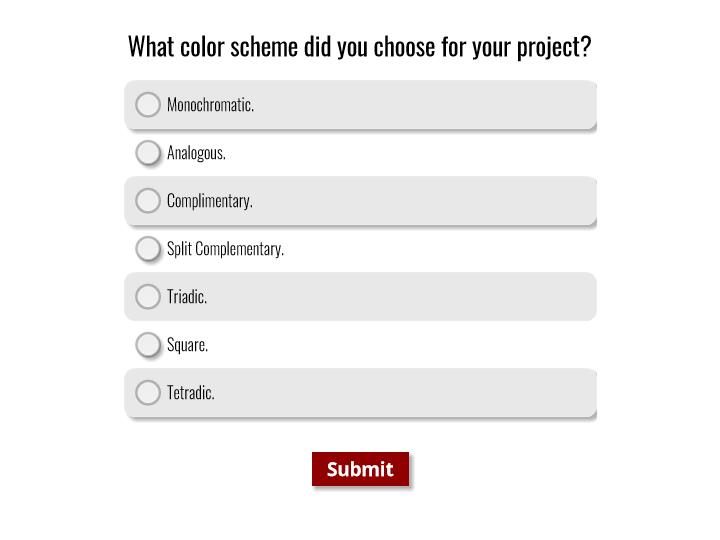 What color scheme did you choose for your project?
Monochromatic.
Analogous.
Complimentary.
Split Complementary.
Triadic.
Square.
Tetradic.
Submit